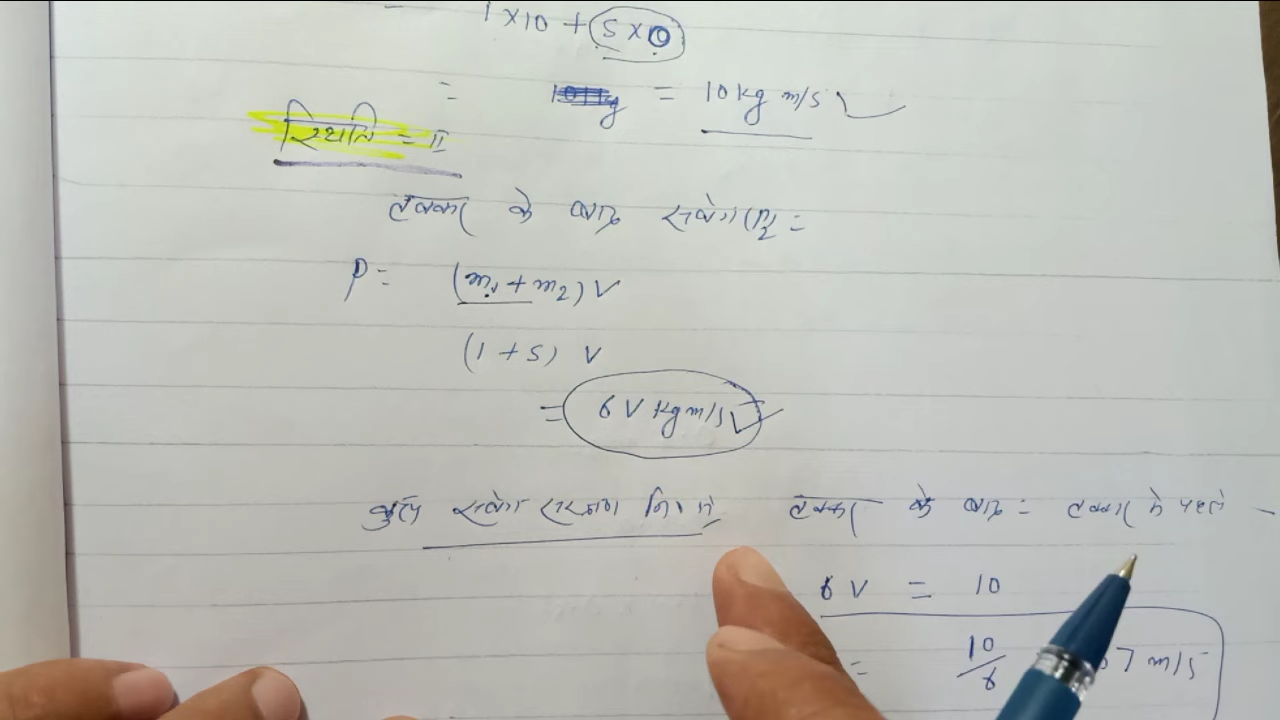 1 × 10 + 5 × 0
= = 10 kg m/s
स्थिति = II
टक्कर के बाद संवेग (P) =
P = (m1 + m2) V
(1 + 5) V
= 6 V kg m/s
संवेग संरक्षण नियम से टक्कर के बाद = टक्कर से पहले
6 V = 10
= 10/6 m/s